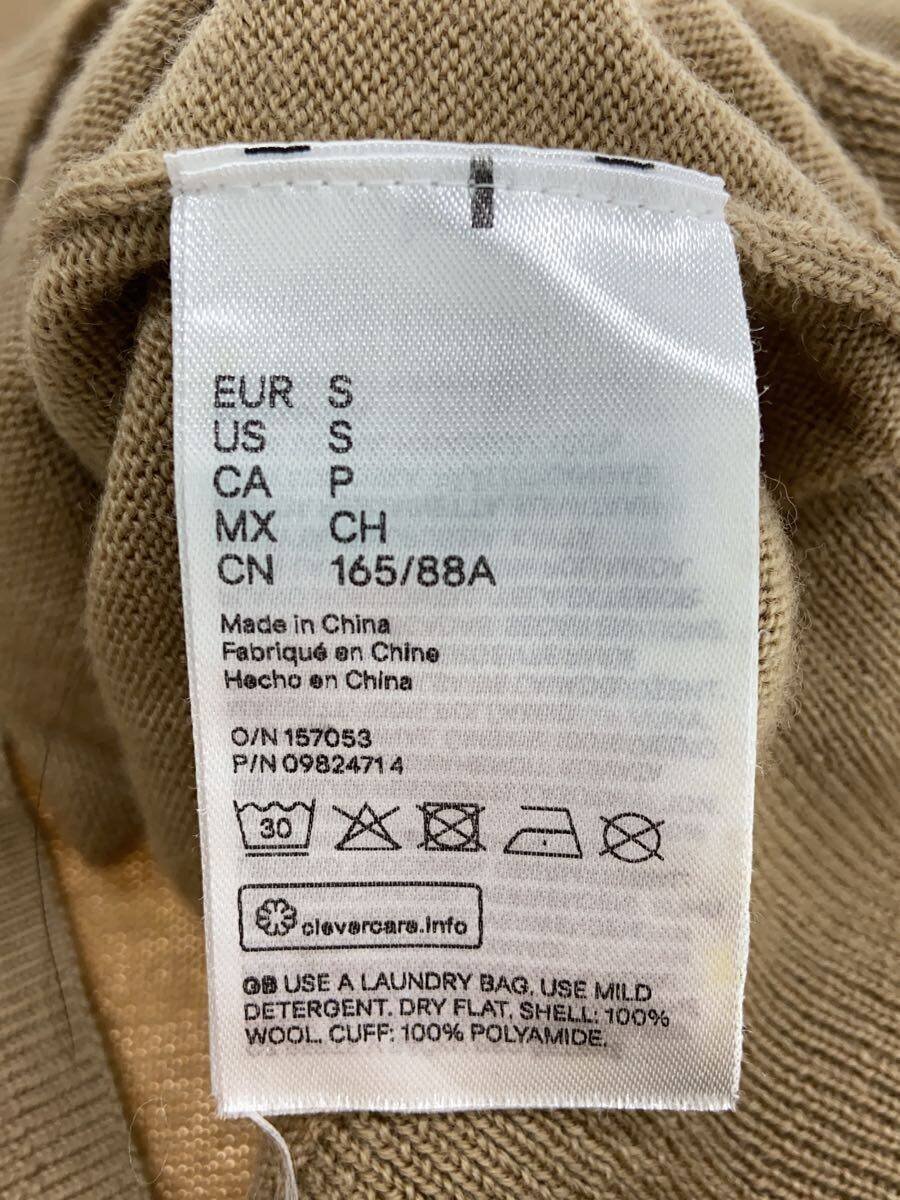 EUR S
US S
CA P
MX CH
CN 165/88A
Made in China
Fabriqué en Chine
Hecho en China
O/N 157053
P/N 09824714
30
clevercare.info
GB USE A LAUNDRY BAG. USE MILD
DETERGENT. DRY FLAT. SHELL: 100%
WOOL. CUFF: 100% POLYAMIDE.